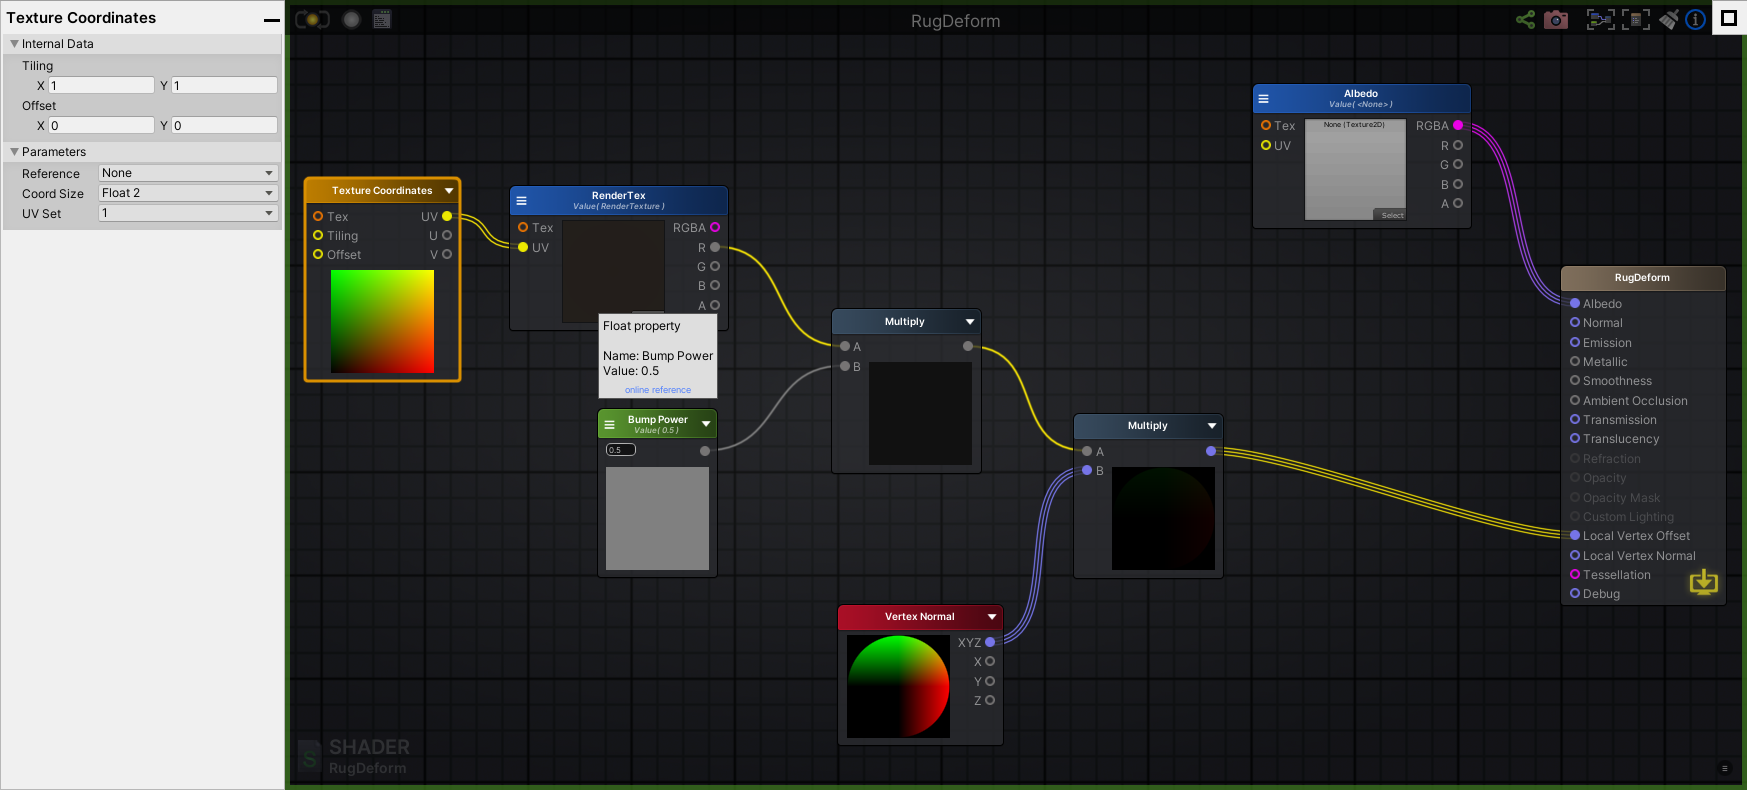 Texture Coordinates
Internal Data
Tiling
X 1 Y 1
Offset
X 0 Y 0
Parameters
Reference None
Coord Size Float 2
UV Set 1
RugDeform
Texture Coordinates
Tex UV
Tiling U
Offset V
RenderTex
Value( RenderTexture )
Tex RGBA
UV R
G
B
A
Float property
Name: Bump Power
Value: 0.5
online reference
Bump Power
Value( 0.5 )
0.5
Multiply
A
B
Multiply
A
B
Vertex Normal
XYZ
X
Y
Z
Albedo
Value( <None> )
Tex None (Texture2D) RGBA
UV R
G
B
A
Select
RugDeform
Albedo
Normal
Emission
Metallic
Smoothness
Ambient Occlusion
Transmission
Translucency
Refraction
Opacity
Opacity Mask
Custom Lighting
Local Vertex Offset
Local Vertex Normal
Tessellation
Debug
S SHADER
RugDeform